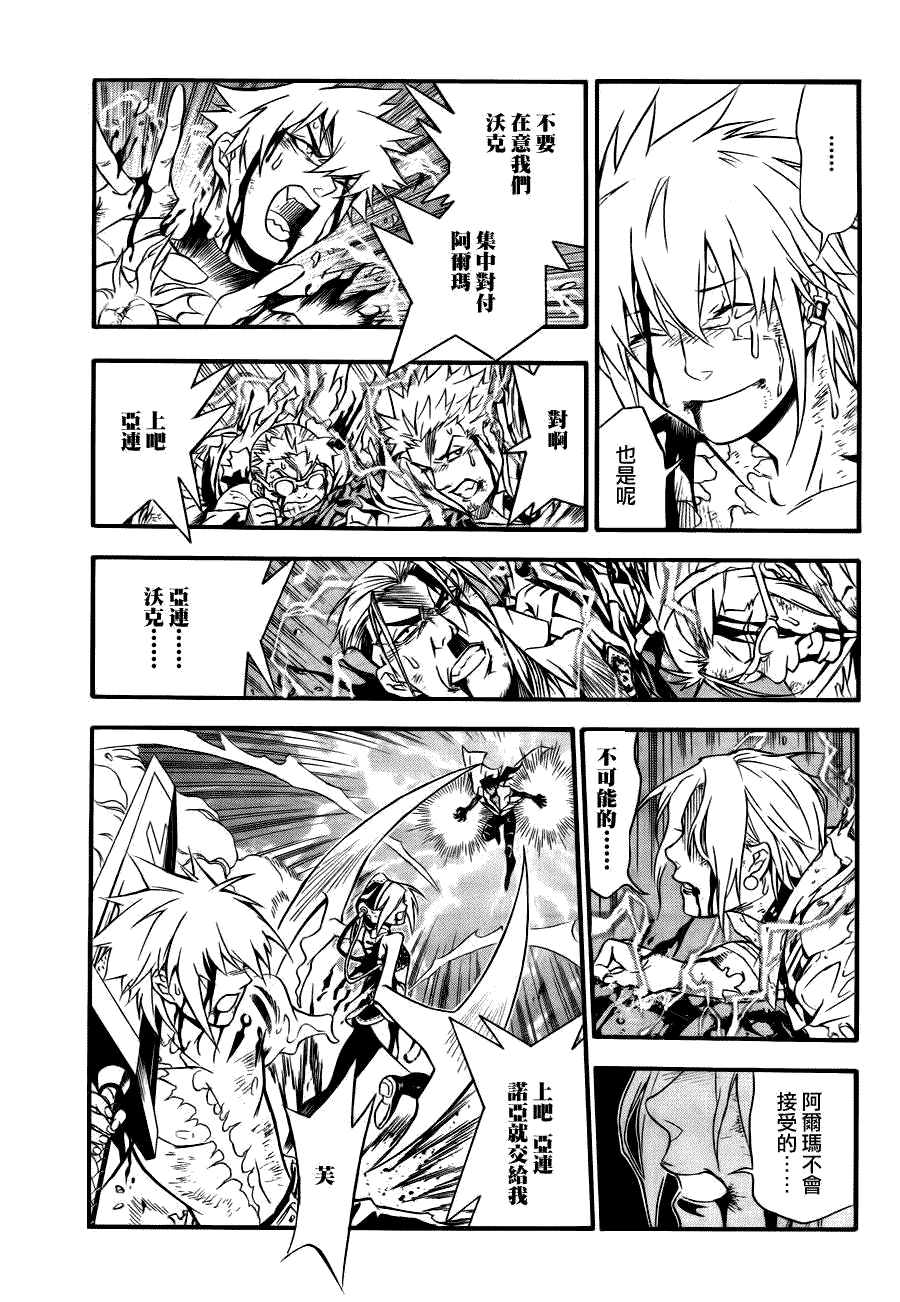 ……
也是呢
不要
在意我們
沃克
集中對付
阿爾瑪
對啊
上吧
亞連
亞連……
沃克……
不可能的……
阿爾瑪不會
接受的……
上吧 亞連
諾亞就交給我
芙